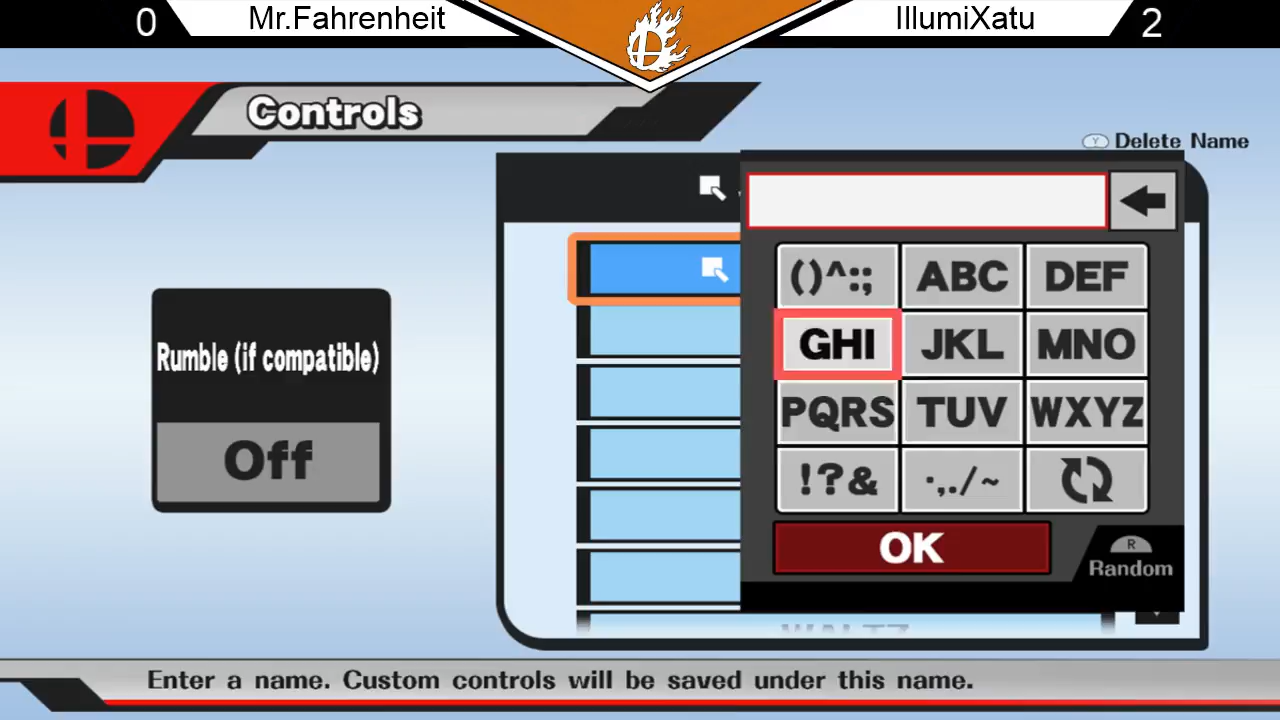 0 Mr.Fahrenheit IllumiXatu 2
Controls
Y Delete Name
()^:;
ABC
DEF
GHI
JKL
MNO
PQRS
TUV
WXYZ
!?&
·,./~
OK
R
Random
Rumble (if compatible)
Off
WALTZ
Enter a name. Custom controls will be saved under this name.